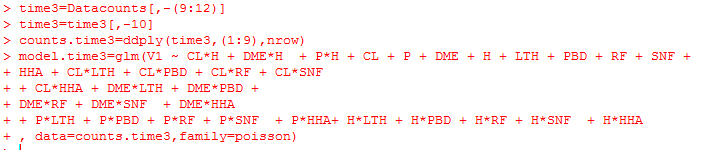 > time3=Datacounts[,-(9:12)]
> time3=time3[,-10]
> counts.time3=ddply(time3,(1:9),nrow)
> model.time3=glm(V1 ~ CL*H + DME*H  + P*H + CL + P + DME + H + LTH + PBD + RF + SNF +
+ HHA + CL*LTH + CL*PBD + CL*RF + CL*SNF
+ + CL*HHA + DME*LTH + DME*PBD +
+ DME*RF + DME*SNF  + DME*HHA
+ + P*LTH + P*PBD + P*RF + P*SNF  + P*HHA+ H*LTH + H*PBD + H*RF + H*SNF  + H*HHA
+ , data=counts.time3,family=poisson)